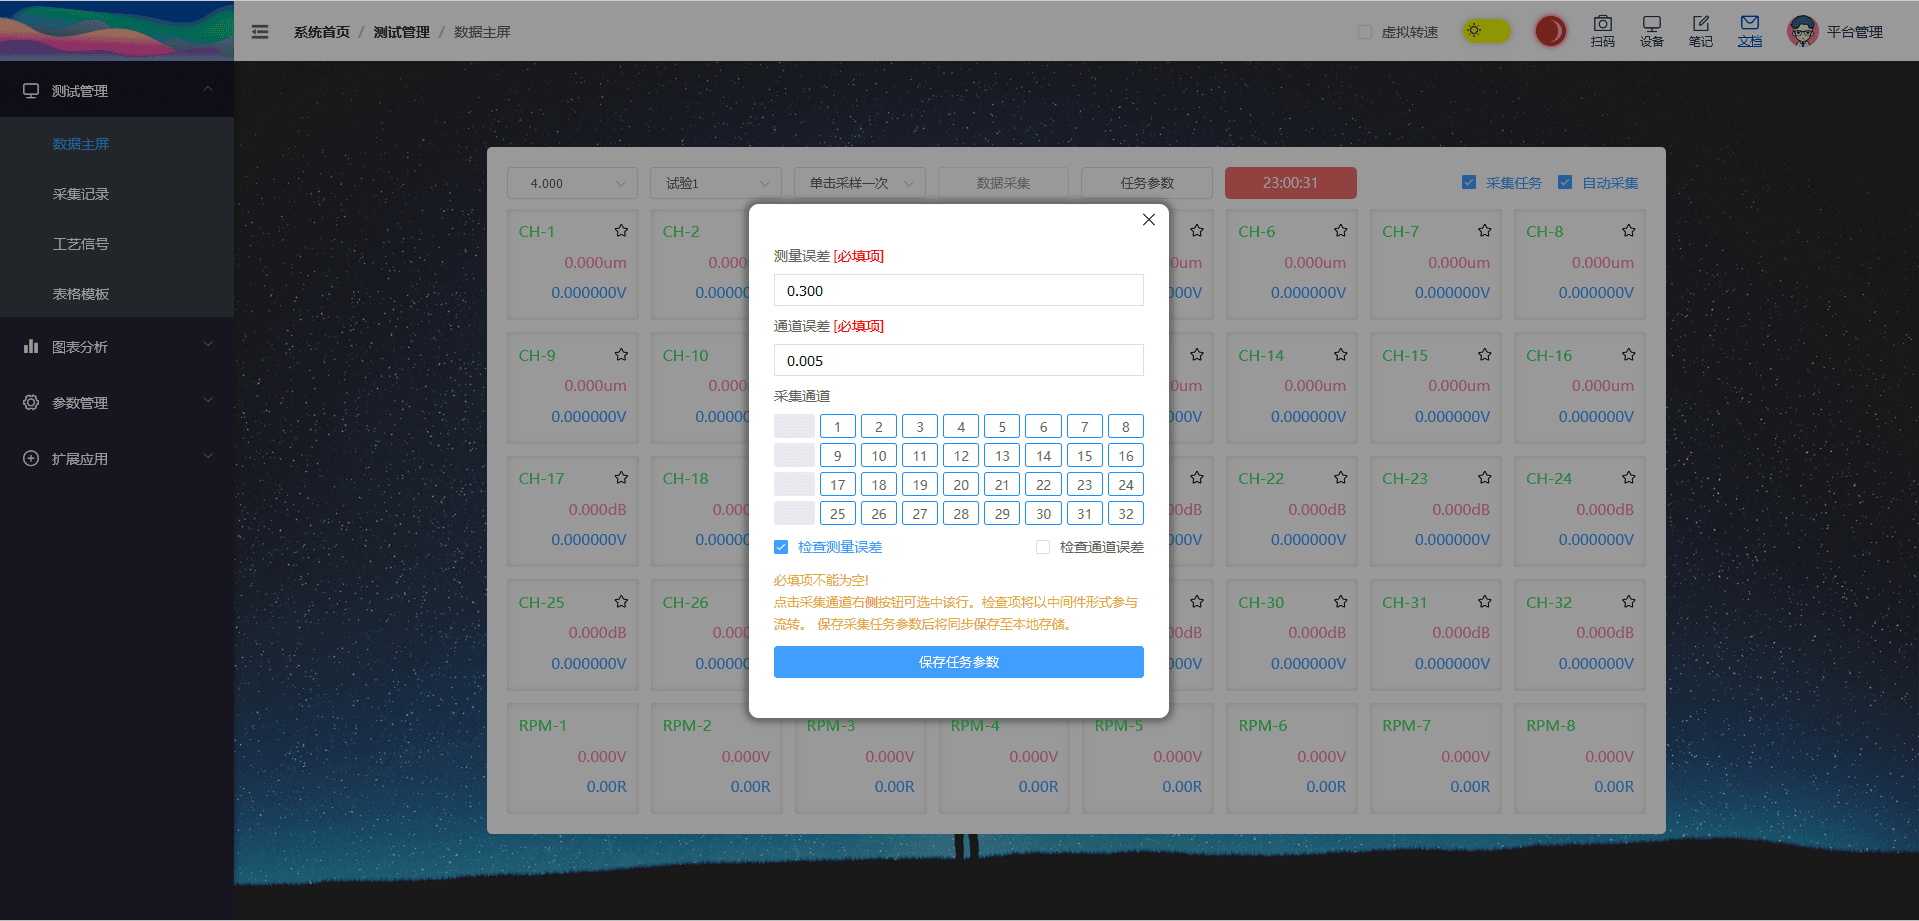 系统首页 / 测试管理 / 数据主屏
虚拟转速
扫码
设备
笔记
文档
平台管理
测试管理
数据主屏
采集记录
工艺信号
表格模板
图表分析
参数管理
扩展应用
4.000 试验1 单击采样一次 数据采集 任务参数 23:00:31 采集任务 自动采集
CH-1 CH-2 CH-6 CH-7 CH-8
0.000um 0.000 um 0.000um 0.000um 0.000um
0.000000V 0.00000 00V 0.000000V 0.000000V 0.000000V
CH-9 CH-10 CH-14 CH-15 CH-16
0.000um 0.000 um 0.000um 0.000um 0.000um
0.000000V 0.00000 00V 0.000000V 0.000000V 0.000000V
CH-17 CH-18 CH-22 CH-23 CH-24
0.000dB 0.000 dB 0.000dB 0.000dB 0.000dB
0.000000V 0.00000 00V 0.000000V 0.000000V 0.000000V
CH-25 CH-26 CH-30 CH-31 CH-32
0.000dB 0.000 dB 0.000dB 0.000dB 0.000dB
0.000000V 0.00000 00V 0.000000V 0.000000V 0.000000V
RPM-1 RPM-2 RPM-3 RPM-4 RPM-5 RPM-6 RPM-7 RPM-8
0.000V 0.000V 0.000V 0.000V 0.000V 0.000V 0.000V 0.000V
0.00R 0.00R 0.00R 0.00R 0.00R 0.00R 0.00R 0.00R
测量误差 [必填项]
0.300
通道误差 [必填项]
0.005
采集通道
1 2 3 4 5 6 7 8
9 10 11 12 13 14 15 16
17 18 19 20 21 22 23 24
25 26 27 28 29 30 31 32
检查测量误差 检查通道误差
必填项不能为空!
点击采集通道右侧按钮可选中该行。检查项将以中间件形式参与
流转。 保存采集任务参数后将同步保存至本地存储。
保存任务参数